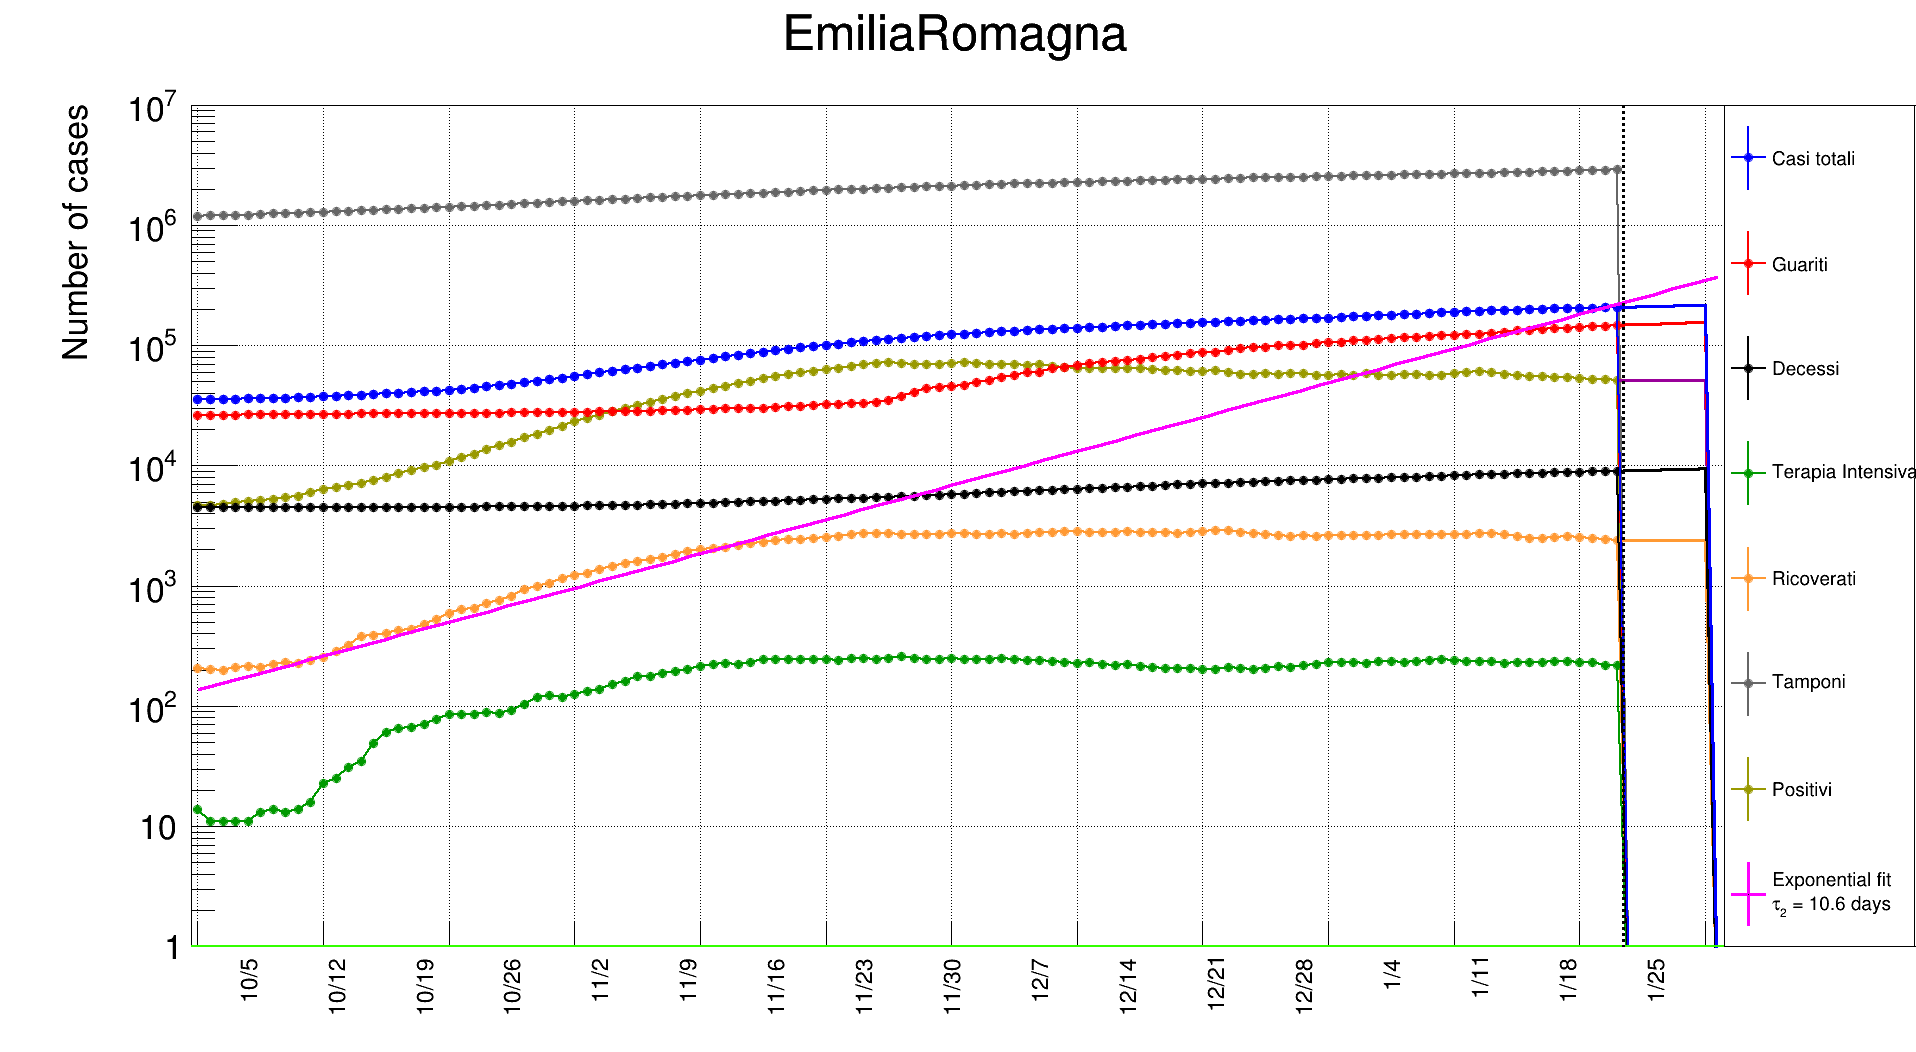 EmiliaRomagna
Number of cases
10^7
10^6
10^5
10^4
10^3
10^2
10
1
10/5
10/12
10/19
10/26
11/2
11/9
11/16
11/23
11/30
12/7
12/14
12/21
12/28
1/4
1/11
1/18
1/25
Casi totali
Guariti
Decessi
Terapia Intensiva
Ricoverati
Tamponi
Positivi
Exponential fit
τ_2 = 10.6 days